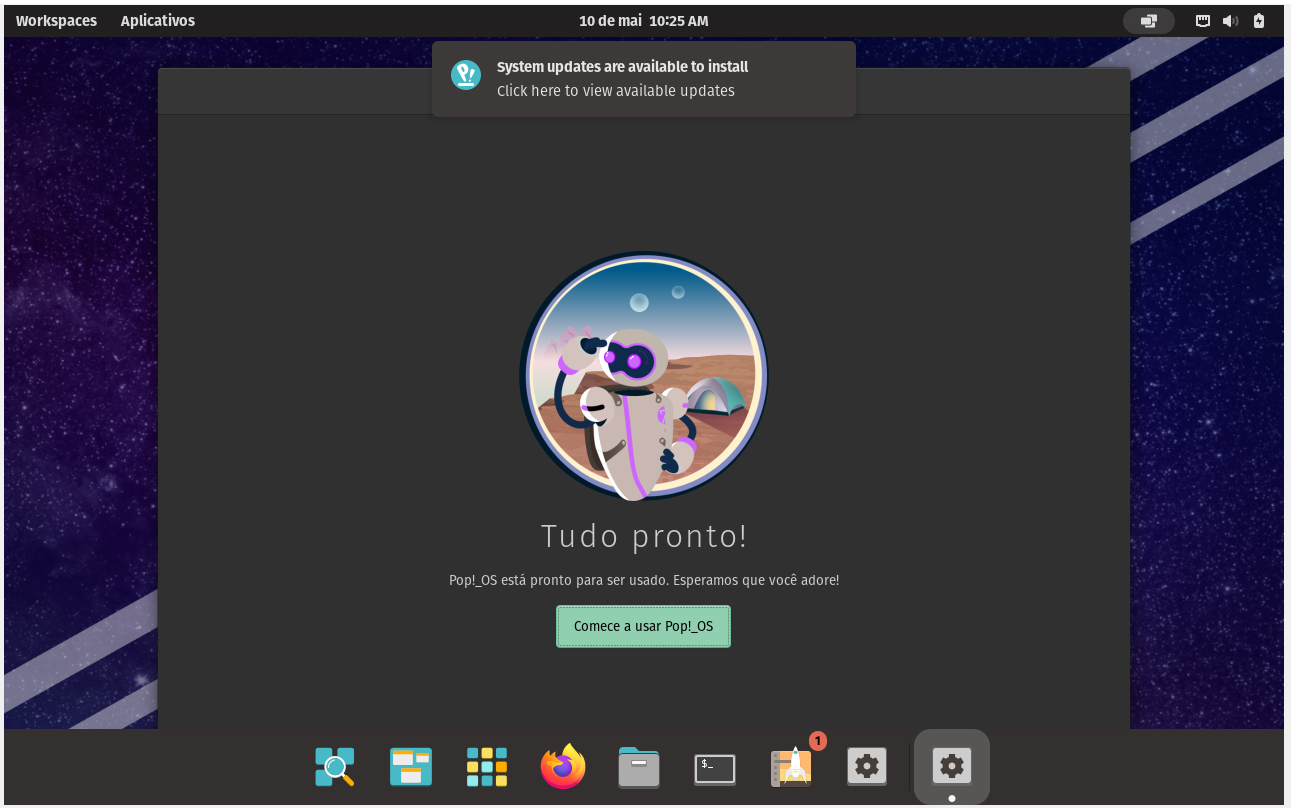 Workspaces Aplicativos 10 de mai 10:25 AM
System updates are available to install
Click here to view available updates
Tudo pronto!
Pop!_OS está pronto para ser usado. Esperamos que você adore!
Comece a usar Pop!_OS
$_
1